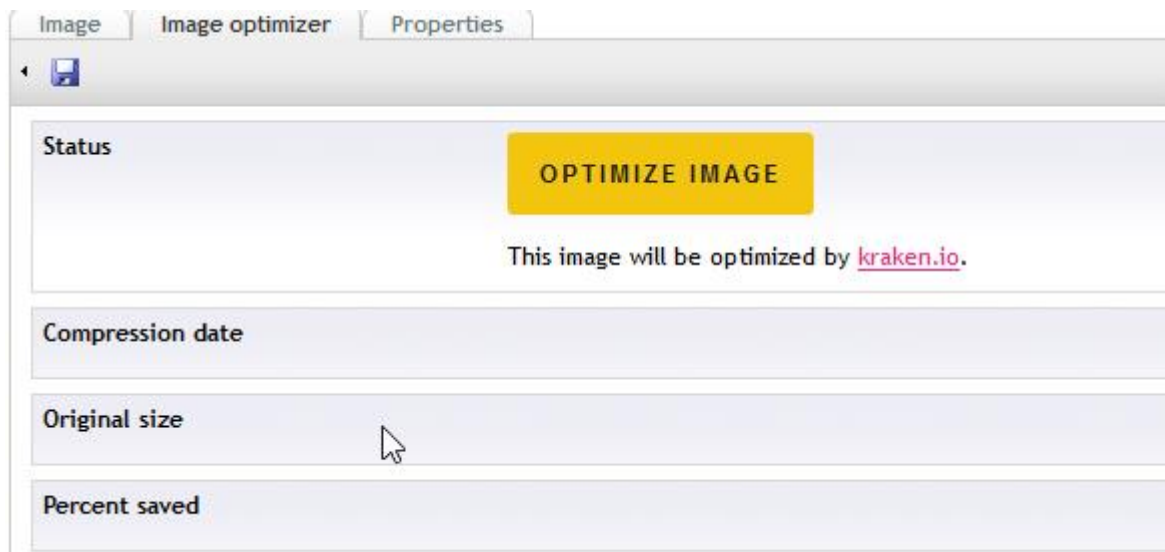 Image
Image optimizer
Properties
Status
OPTIMIZE IMAGE
This image will be optimized by kraken.io.
Compression date
Original size
Percent saved